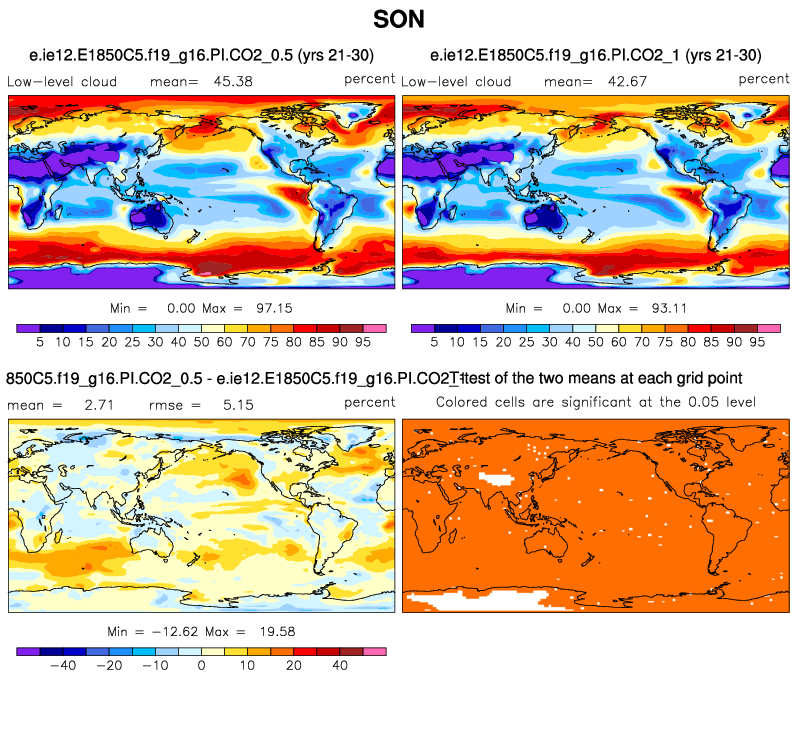 SON
e.ie12.E1850C5.f19_g16.PI.CO2_0.5 (yrs 21-30)
Low-level cloud mean= 45.38 percent
e.ie12.E1850C5.f19_g16.PI.CO2_1 (yrs 21-30)
Low-level cloud mean= 42.67 percent
Min = 0.00 Max = 97.15
5 10 15 20 25 30 40 50 60 70 75 80 85 90 95
Min = 0.00 Max = 93.11
5 10 15 20 25 30 40 50 60 70 75 80 85 90 95
850C5.f19_g16.PI.CO2_0.5 - e.ie12.E1850C5.f19_g16.PI.CO2_1
mean = 2.71 rmse = 5.15 percent
T-test of the two means at each grid point
Colored cells are significant at the 0.05 level
Min = -12.62 Max = 19.58
-40 -20 -10 0 10 20 40